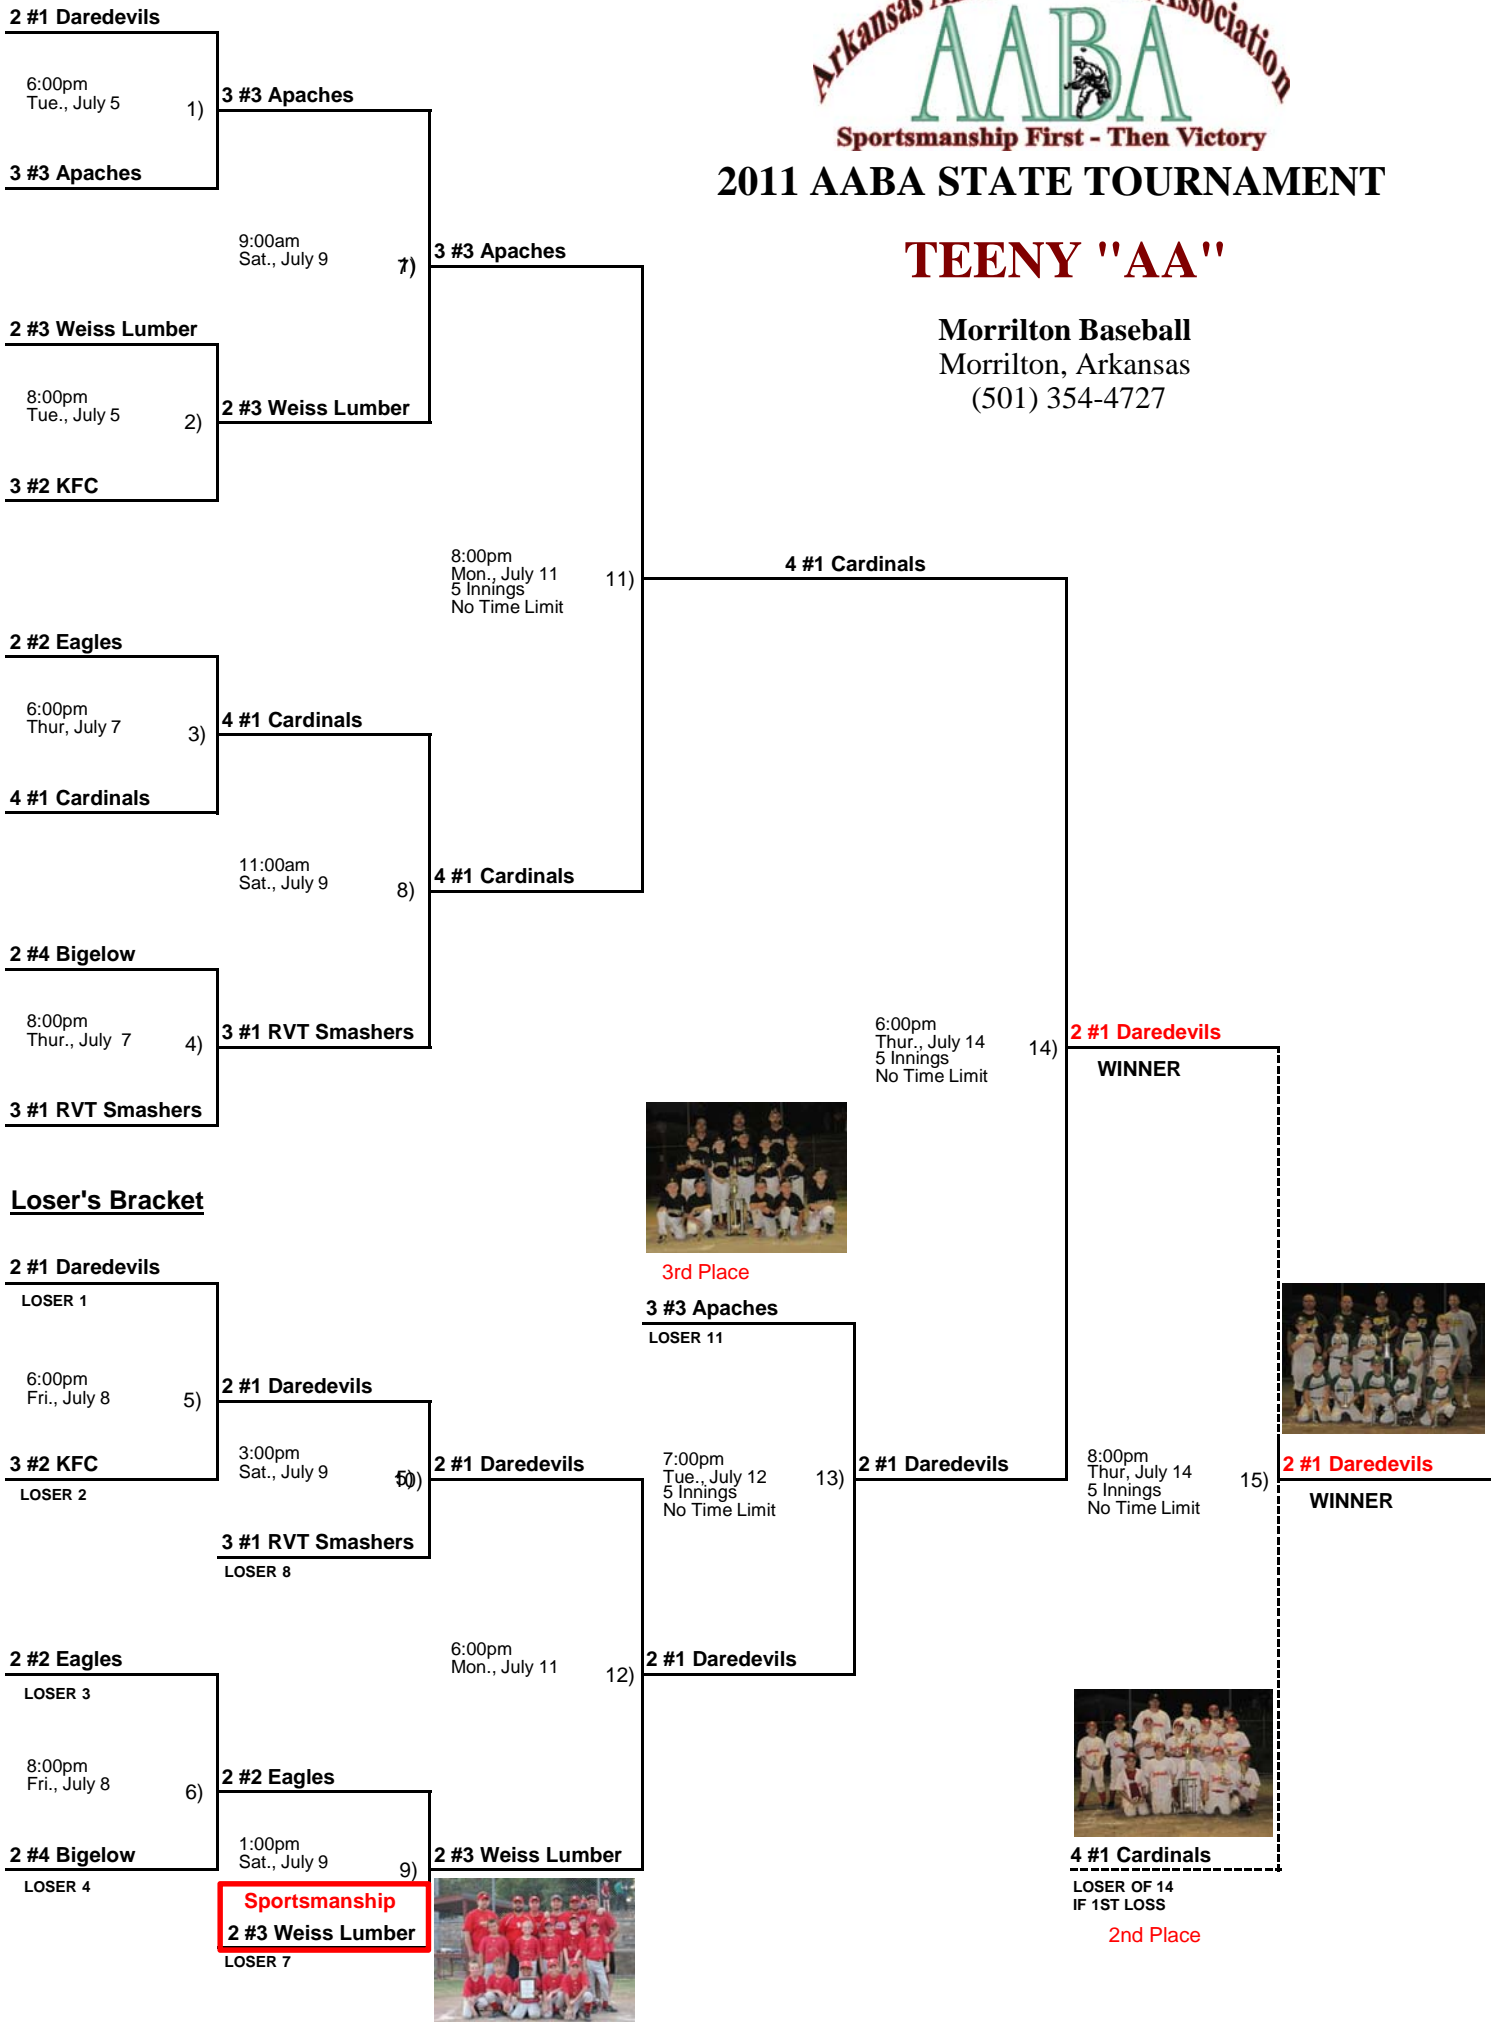 Arkansas
Association
AABA
Sportsmanship First - Then Victory
2011 AABA STATE TOURNAMENT
TEENY "AA"
Morrilton Baseball
Morrilton, Arkansas
(501) 354-4727
2 #1 Daredevils
6:00pm
Tue., July 5
1)
3 #3 Apaches
3 #3 Apaches
9:00am
Sat., July 9
7)
3 #3 Apaches
2 #3 Weiss Lumber
8:00pm
Tue., July 5
2)
2 #3 Weiss Lumber
3 #2 KFC
8:00pm
Mon., July 11
5 Innings
No Time Limit
11)
4 #1 Cardinals
2 #2 Eagles
6:00pm
Thur, July 7
3)
4 #1 Cardinals
4 #1 Cardinals
11:00am
Sat., July 9
8)
4 #1 Cardinals
2 #4 Bigelow
8:00pm
Thur., July 7
4)
3 #1 RVT Smashers
3 #1 RVT Smashers
6:00pm
Thur., July 14
5 Innings
No Time Limit
14)
2 #1 Daredevils
WINNER
Loser's Bracket
2 #1 Daredevils
LOSER 1
6:00pm
Fri., July 8
5)
2 #1 Daredevils
3 #2 KFC
LOSER 2
3:00pm
Sat., July 9
10)
2 #1 Daredevils
3 #1 RVT Smashers
LOSER 8
3rd Place
3 #3 Apaches
LOSER 11
7:00pm
Tue., July 12
5 Innings
No Time Limit
13)
2 #1 Daredevils
8:00pm
Thur, July 14
5 Innings
No Time Limit
15)
2 #1 Daredevils
WINNER
2 #2 Eagles
LOSER 3
6:00pm
Mon., July 11
12)
2 #1 Daredevils
8:00pm
Fri., July 8
6)
2 #2 Eagles
2 #4 Bigelow
LOSER 4
1:00pm
Sat., July 9
9)
2 #3 Weiss Lumber
Sportsmanship
2 #3 Weiss Lumber
LOSER 7
4 #1 Cardinals
LOSER OF 14
IF 1ST LOSS
2nd Place